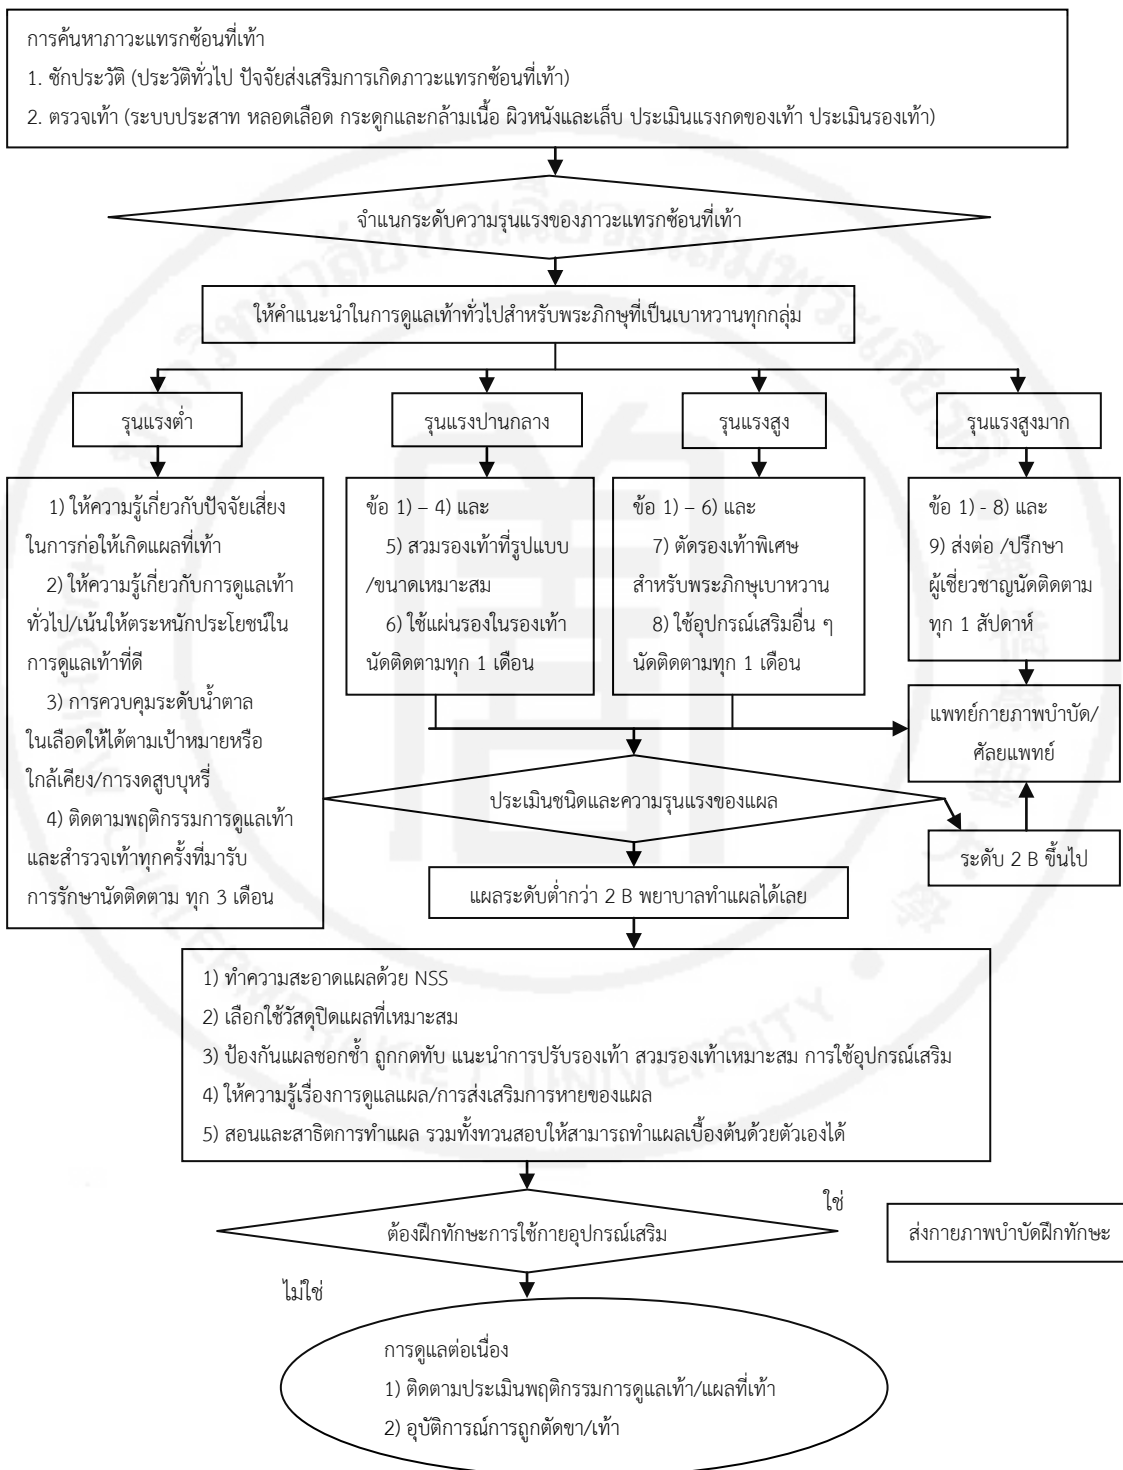 การค้นหาภาวะแทรกซ้อนที่เท้า
1. ซักประวัติ (ประวัติทั่วไป ปัจจัยส่งเสริมการเกิดภาวะแทรกซ้อนที่เท้า)
2. ตรวจเท้า (ระบบประสาท หลอดเลือด กระดูกและกล้ามเนื้อ ผิวหนังและเล็บ ประเมินแรงกดของเท้า ประเมินรองเท้า)
จำแนกระดับความรุนแรงของภาวะแทรกซ้อนที่เท้า
ให้คำแนะนำในการดูแลเท้าทั่วไปสำหรับพระภิกษุที่เป็นเบาหวานทุกกลุ่ม
รุนแรงต่ำ
รุนแรงปานกลาง
รุนแรงสูง
รุนแรงสูงมาก
1) ให้ความรู้เกี่ยวกับปัจจัยเสี่ยง
ในการก่อให้เกิดแผลที่เท้า
2) ให้ความรู้เกี่ยวกับการดูแลเท้า
ทั่วไป/เน้นให้ตระหนักประโยชน์ใน
การดูแลเท้าที่ดี
3) การควบคุมระดับน้ำตาล
ในเลือดให้ได้ตามเป้าหมายหรือ
ใกล้เคียง/การงดสูบบุหรี่
4) ติดตามพฤติกรรมการดูแลเท้า
และสำรวจเท้าทุกครั้งที่มารับ
การรักษานัดติดตาม ทุก 3 เดือน
ข้อ 1) – 4) และ
5) สวมรองเท้าที่รูปแบบ
/ขนาดเหมาะสม
6) ใช้แผ่นรองในรองเท้า
นัดติดตามทุก 1 เดือน
ข้อ 1) – 6) และ
7) ตัดรองเท้าพิเศษ
สำหรับพระภิกษุเบาหวาน
8) ใช้อุปกรณ์เสริมอื่น ๆ
นัดติดตามทุก 1 เดือน
ข้อ 1) - 8) และ
9) ส่งต่อ /ปรึกษา
ผู้เชี่ยวชาญนัดติดตาม
ทุก 1 สัปดาห์
แพทย์กายภาพบำบัด/
ศัลยแพทย์
ประเมินชนิดและความรุนแรงของแผล
ระดับ 2 B ขึ้นไป
แผลระดับต่ำกว่า 2 B พยาบาลทำแผลได้เลย
1) ทำความสะอาดแผลด้วย NSS
2) เลือกใช้วัสดุปิดแผลที่เหมาะสม
3) ป้องกันแผลชอกช้ำ ถูกกดทับ แนะนำการปรับรองเท้า สวมรองเท้าเหมาะสม การใช้อุปกรณ์เสริม
4) ให้ความรู้เรื่องการดูแลแผล/การส่งเสริมการหายของแผล
5) สอนและสาธิตการทำแผล รวมทั้งทวนสอบให้สามารถทำแผลเบื้องต้นด้วยตัวเองได้
ใช่
ต้องฝึกทักษะการใช้กายอุปกรณ์เสริม
ส่งกายภาพบำบัดฝึกทักษะ
ไม่ใช่
การดูแลต่อเนื่อง
1) ติดตามประเมินพฤติกรรมการดูแลเท้า/แผลที่เท้า
2) อุบัติการณ์การถูกตัดขา/เท้า